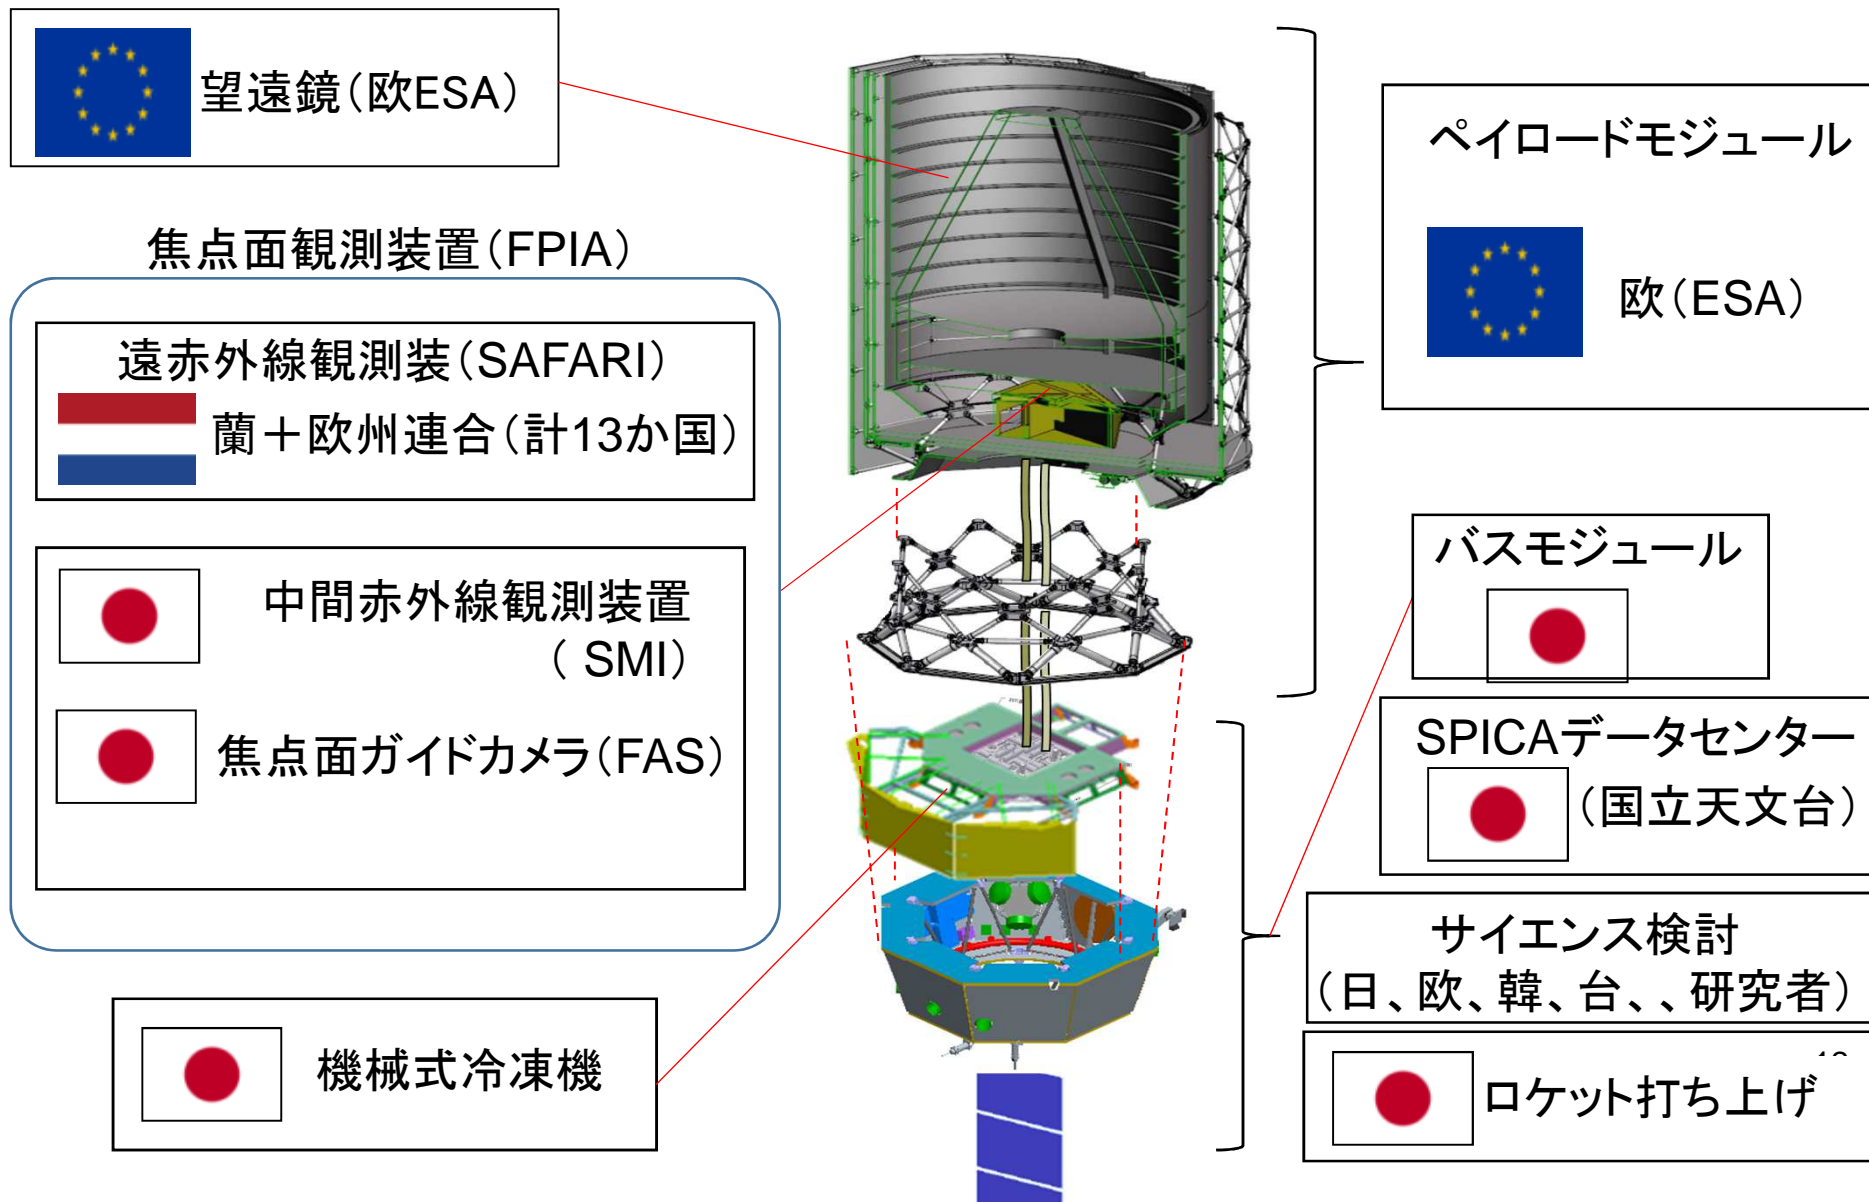 望遠鏡(欧ESA)
焦点面観測装置(FPIA)
遠赤外線観測装(SAFARI)
蘭+欧州連合(計13か国)
中間赤外線観測装置
( SMI)
焦点面ガイドカメラ(FAS)
機械式冷凍機
ペイロードモジュール
欧(ESA)
バスモジュール
SPICAデータセンター
(国立天文台)
サイエンス検討
(日、欧、韓、台、、研究者)
ロケット打ち上げ